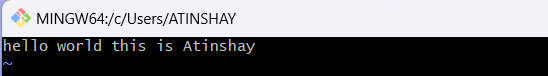 MINGW64:/c/Users/ATINSHAY
hello world this is Atinshay
~